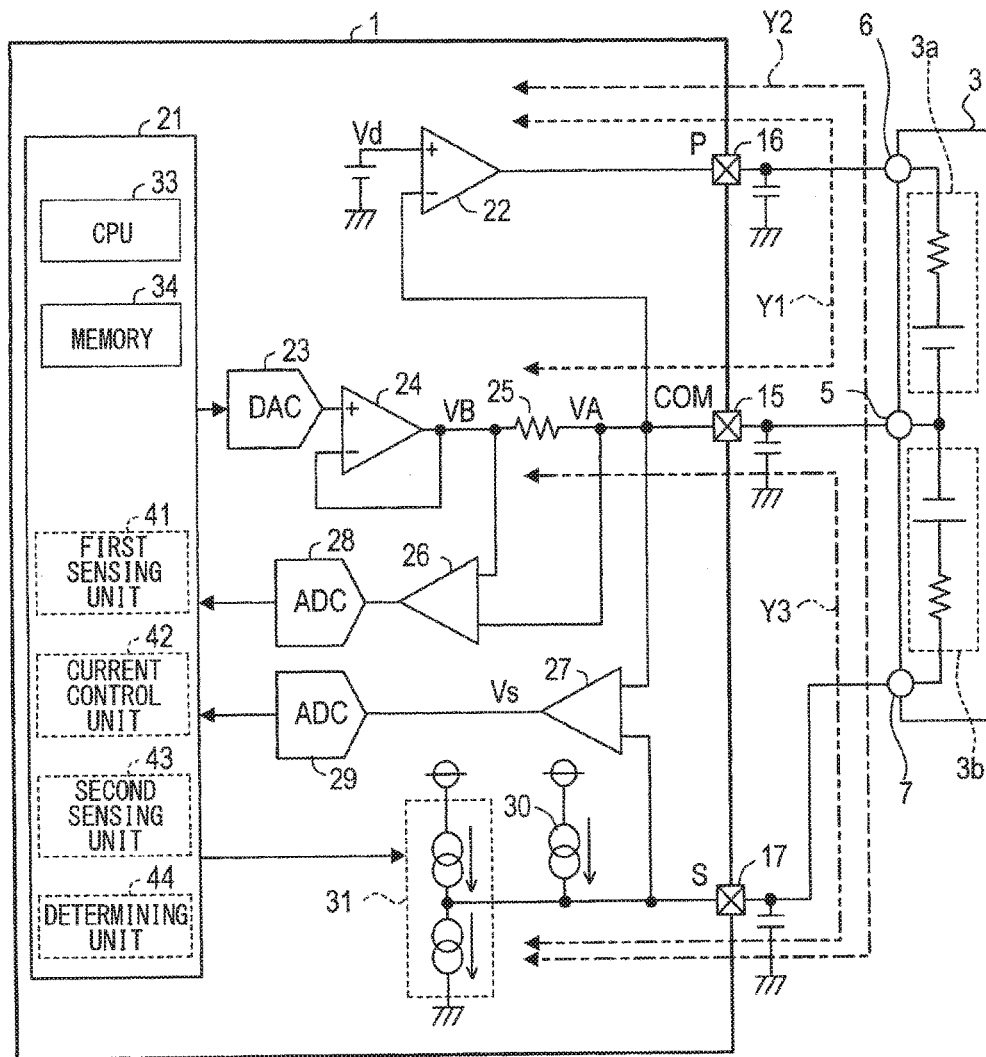 1
Y2
6
3a
3
21
Vd
P
16
33
CPU
22
34
MEMORY
Y1
23
DAC
24
VB
25
VA
COM
15
5
41
FIRST
SENSING
UNIT
28
ADC
26
Y3
42
CURRENT
CONTROL
UNIT
27
Vs
ADC
29
43
SECOND
SENSING
UNIT
30
7
3b
44
DETERMINING
UNIT
31
S
17